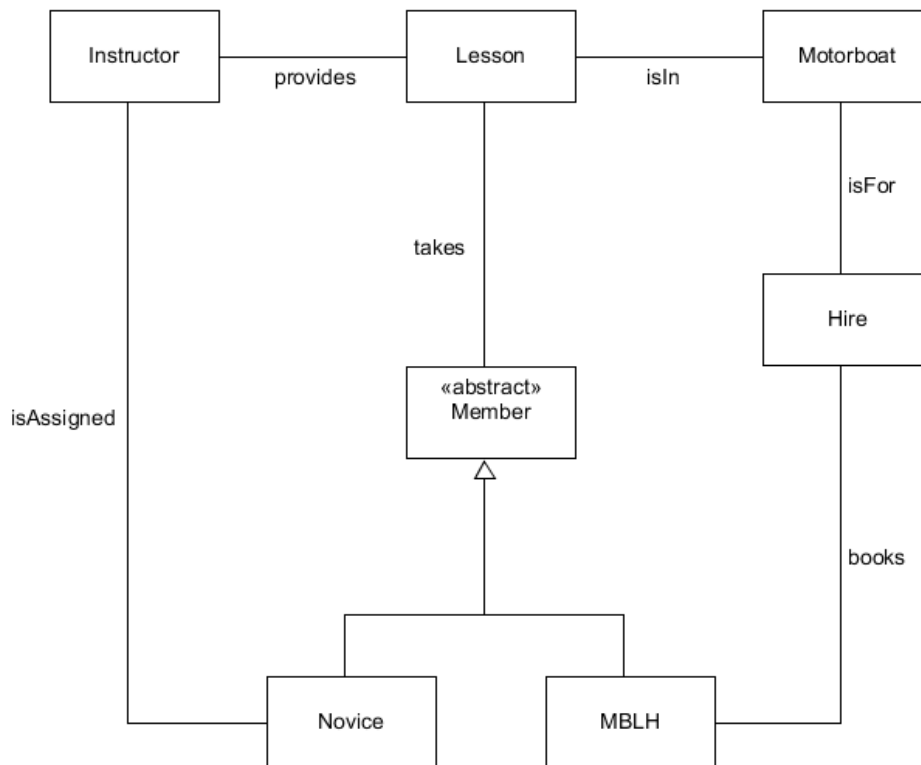 Instructor
Lesson
Motorboat
provides
isIn
isFor
takes
Hire
«abstract»
Member
isAssigned
books
Novice
MBLH